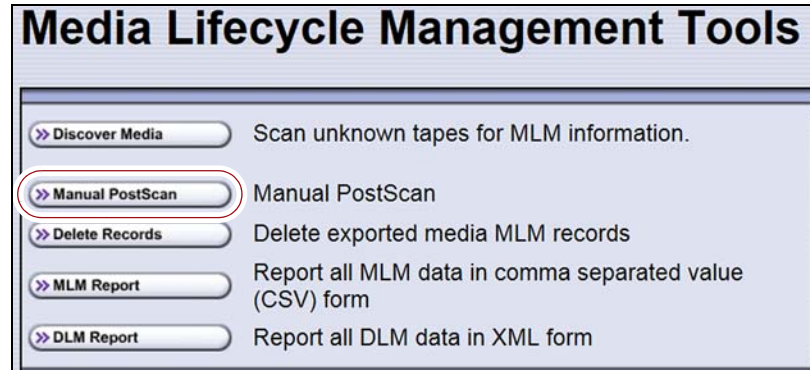 Media Lifecycle Management Tools
Discover Media Scan unknown tapes for MLM information.
Manual PostScan Manual PostScan
Delete Records Delete exported media MLM records
MLM Report Report all MLM data in comma separated value
(CSV) form
DLM Report Report all DLM data in XML form